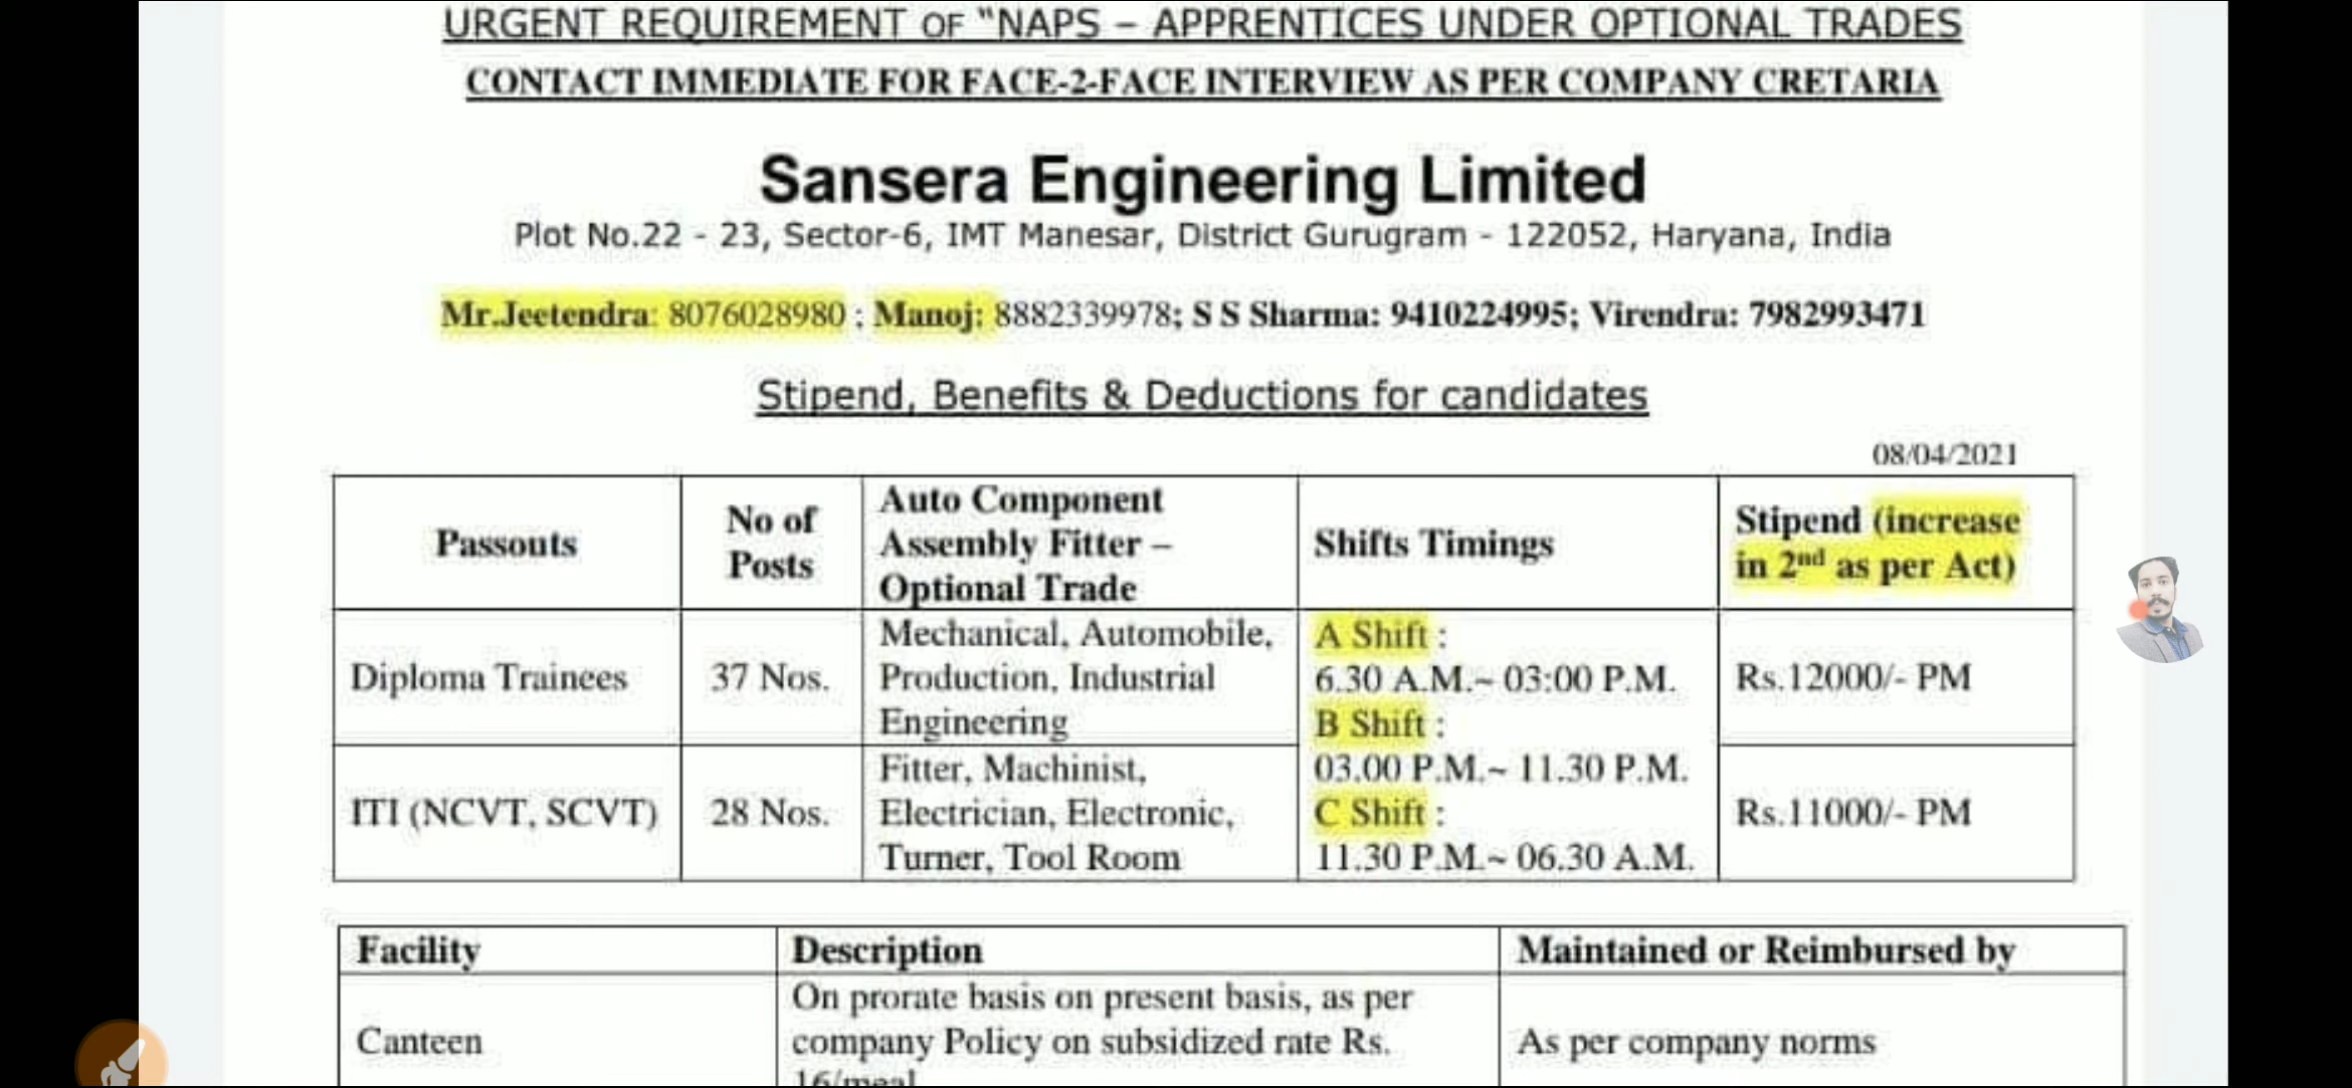 URGENT REQUIREMENT OF "NAPS – APPRENTICES UNDER OPTIONAL TRADES
CONTACT IMMEDIATE FOR FACE-2-FACE INTERVIEW AS PER COMPANY CRETARIA
Sansera Engineering Limited
Plot No.22 - 23, Sector-6, IMT Manesar, District Gurugram - 122052, Haryana, India
Mr.Jeetendra: 8076028980 : Manoj: 8882339978; S S Sharma: 9410224995; Virendra: 7982993471
Stipend, Benefits & Deductions for candidates
08/04/2021
Passouts
No of
Posts
Auto Component
Assembly Fitter –
Optional Trade
Shifts Timings
Stipend (increase
in 2nd as per Act)
Diploma Trainees
37 Nos.
Mechanical, Automobile,
Production, Industrial
Engineering
A Shift :
6.30 A.M.~ 03:00 P.M.
B Shift :
03.00 P.M.~ 11.30 P.M.
C Shift :
11.30 P.M.~ 06.30 A.M.
Rs.12000/- PM
ITI (NCVT, SCVT)
28 Nos.
Fitter, Machinist,
Electrician, Electronic,
Turner, Tool Room
Rs.11000/- PM
Facility
Description
Maintained or Reimbursed by
Canteen
On prorate basis on present basis, as per
company Policy on subsidized rate Rs.
16/meal
As per company norms